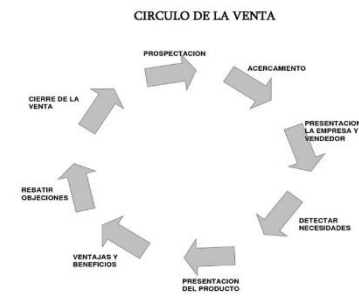 CIRCULO DE LA VENTA
PROSPECTACION
ACERCAMIENTO
PRESENTACION
LA EMPRESA Y
VENDEDOR
DETECTAR
NECESIDADES
PRESENTACION
DEL PRODUCTO
VENTAJAS Y
BENEFICIOS
REBATIR
OBJECIONES
CIERRE DE LA
VENTA